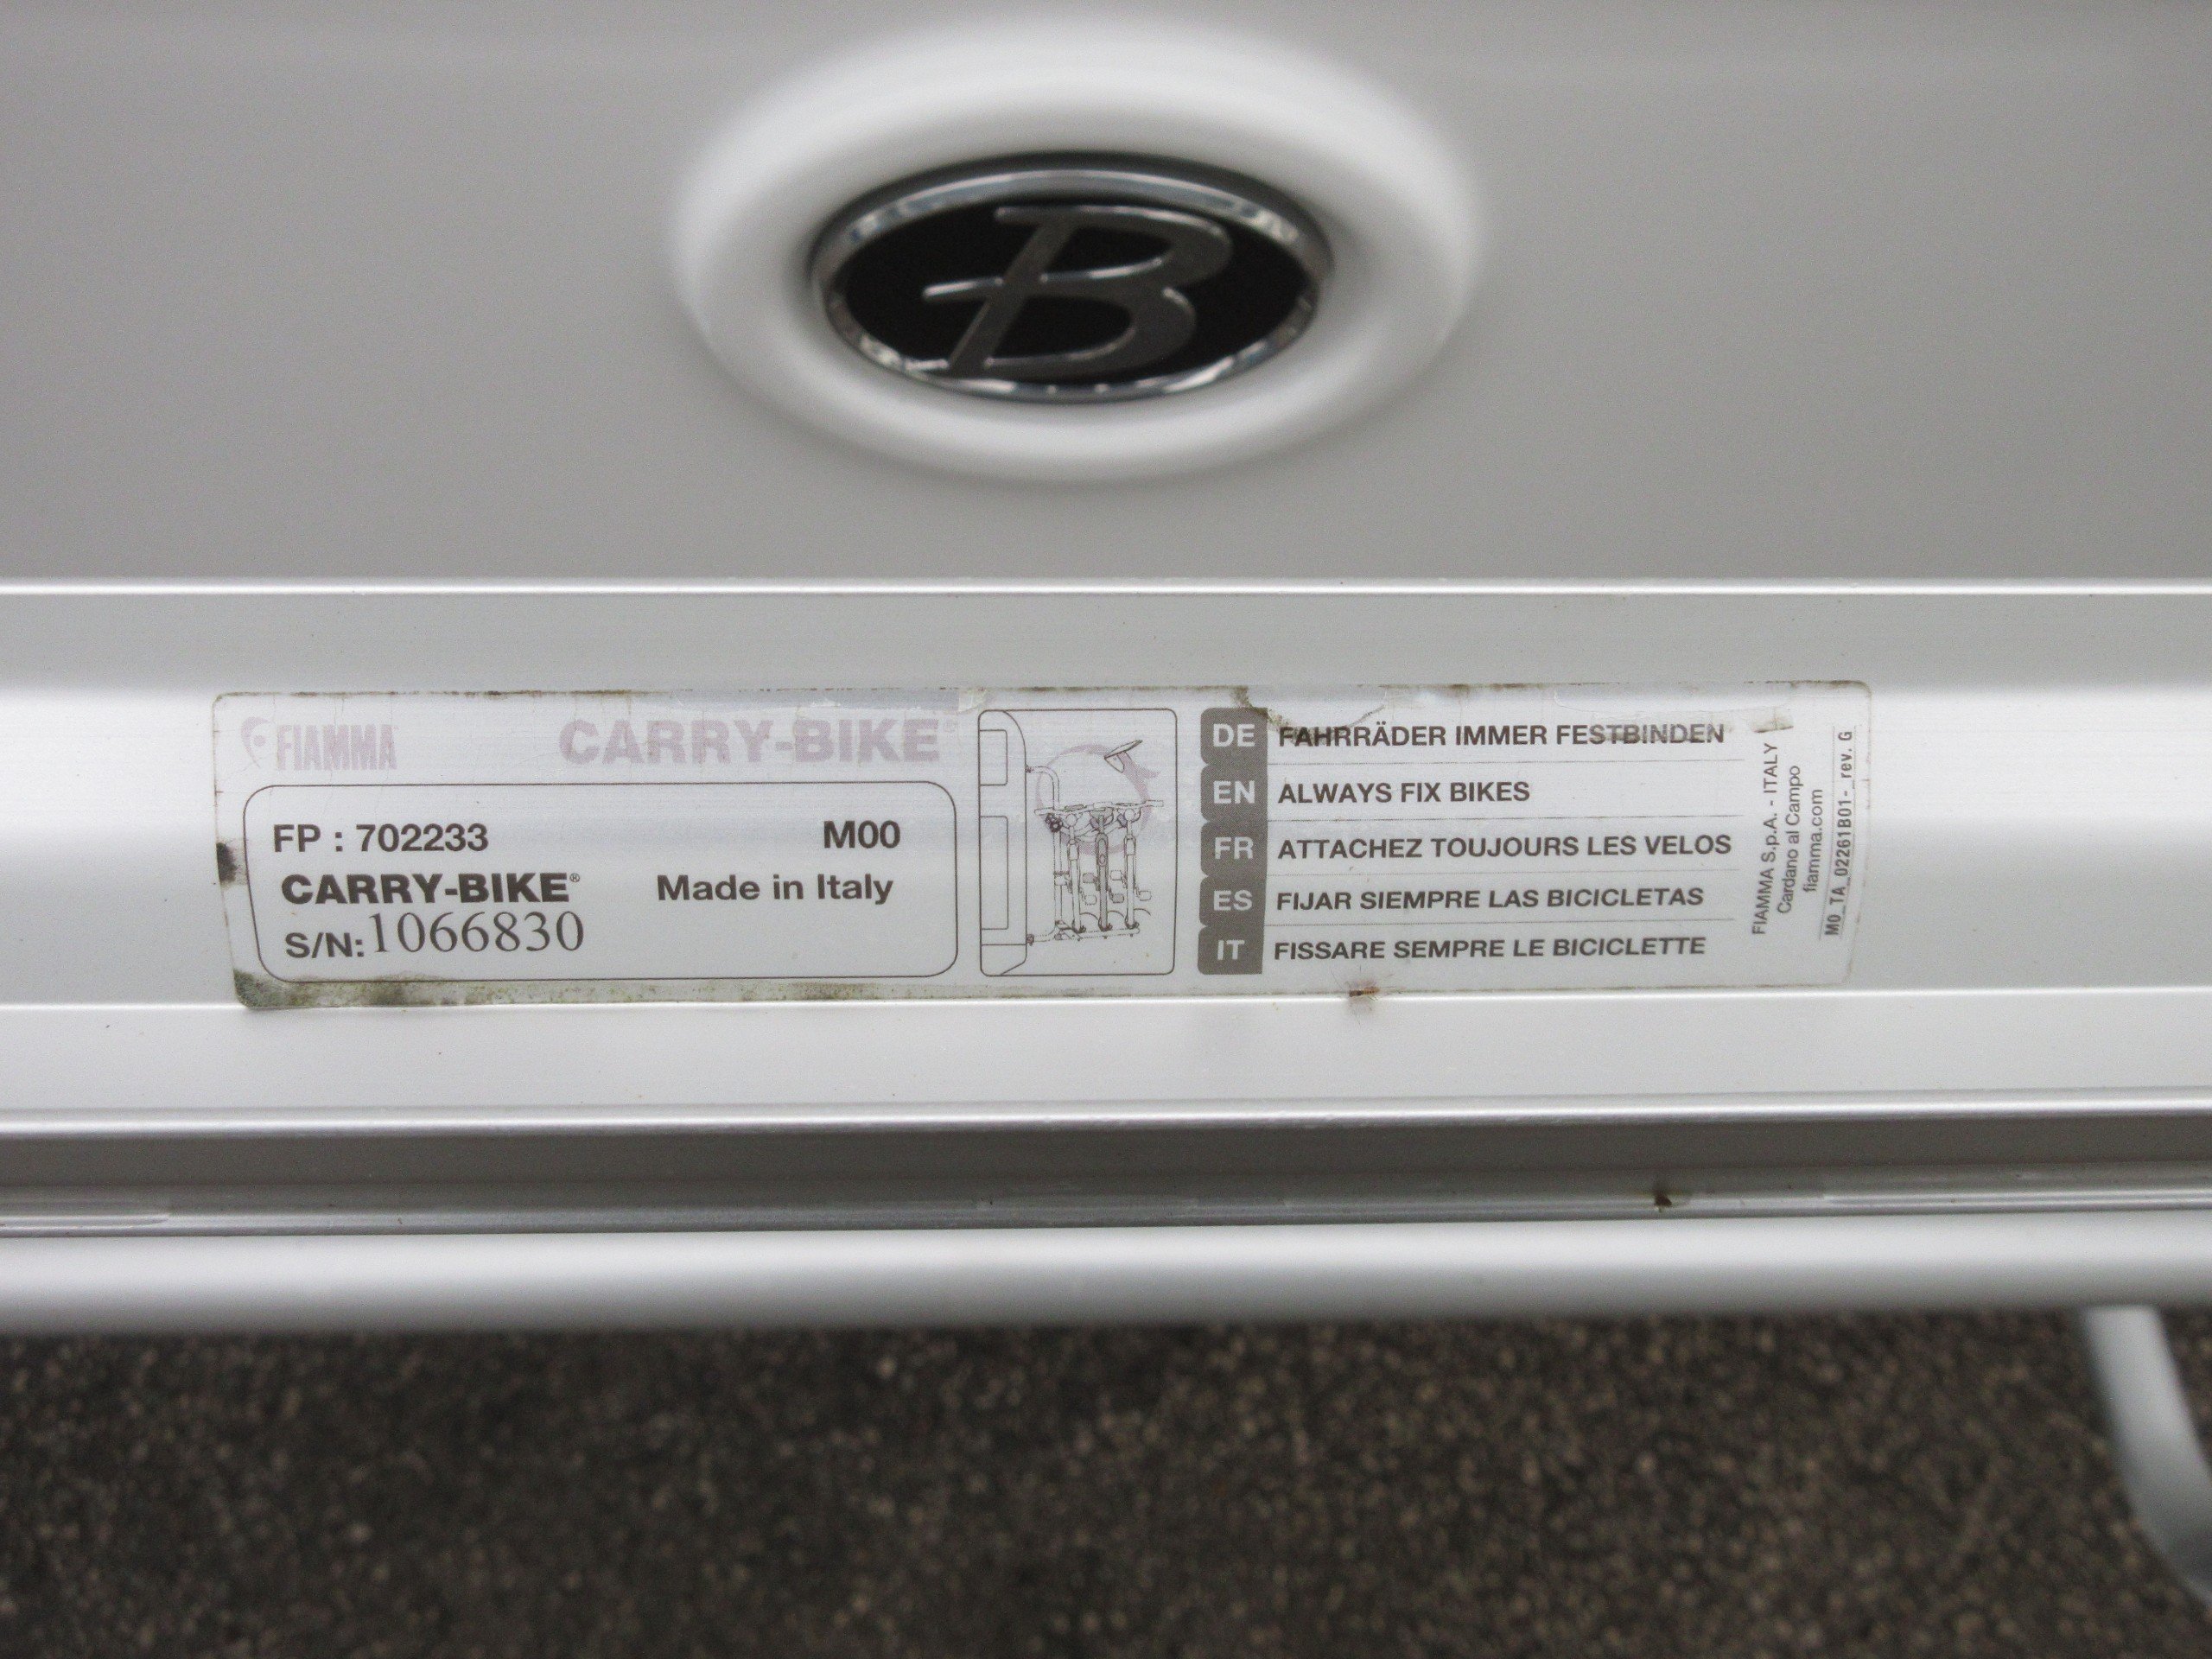 B
FIAMMA CARRY-BIKE®
FP : 702233 M00
CARRY-BIKE® Made in Italy
S/N: 1066830
DE FAHRRÄDER IMMER FESTBINDEN
EN ALWAYS FIX BIKES
FR ATTACHEZ TOUJOURS LES VELOS
ES FIJAR SIEMPRE LAS BICICLETAS
IT FISSARE SEMPRE LE BICICLETTE
FIAMMA S.p.A. - ITALY
Cardano al Campo
fiamma.com
M0_TA_02261B01-_rev. G